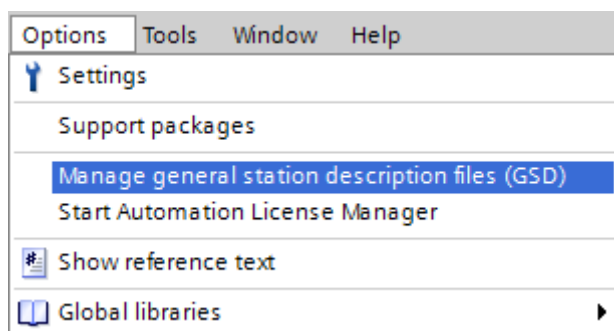 Options Tools Window Help
Settings
Support packages
Manage general station description files (GSD)
Start Automation License Manager
Show reference text
Global libraries